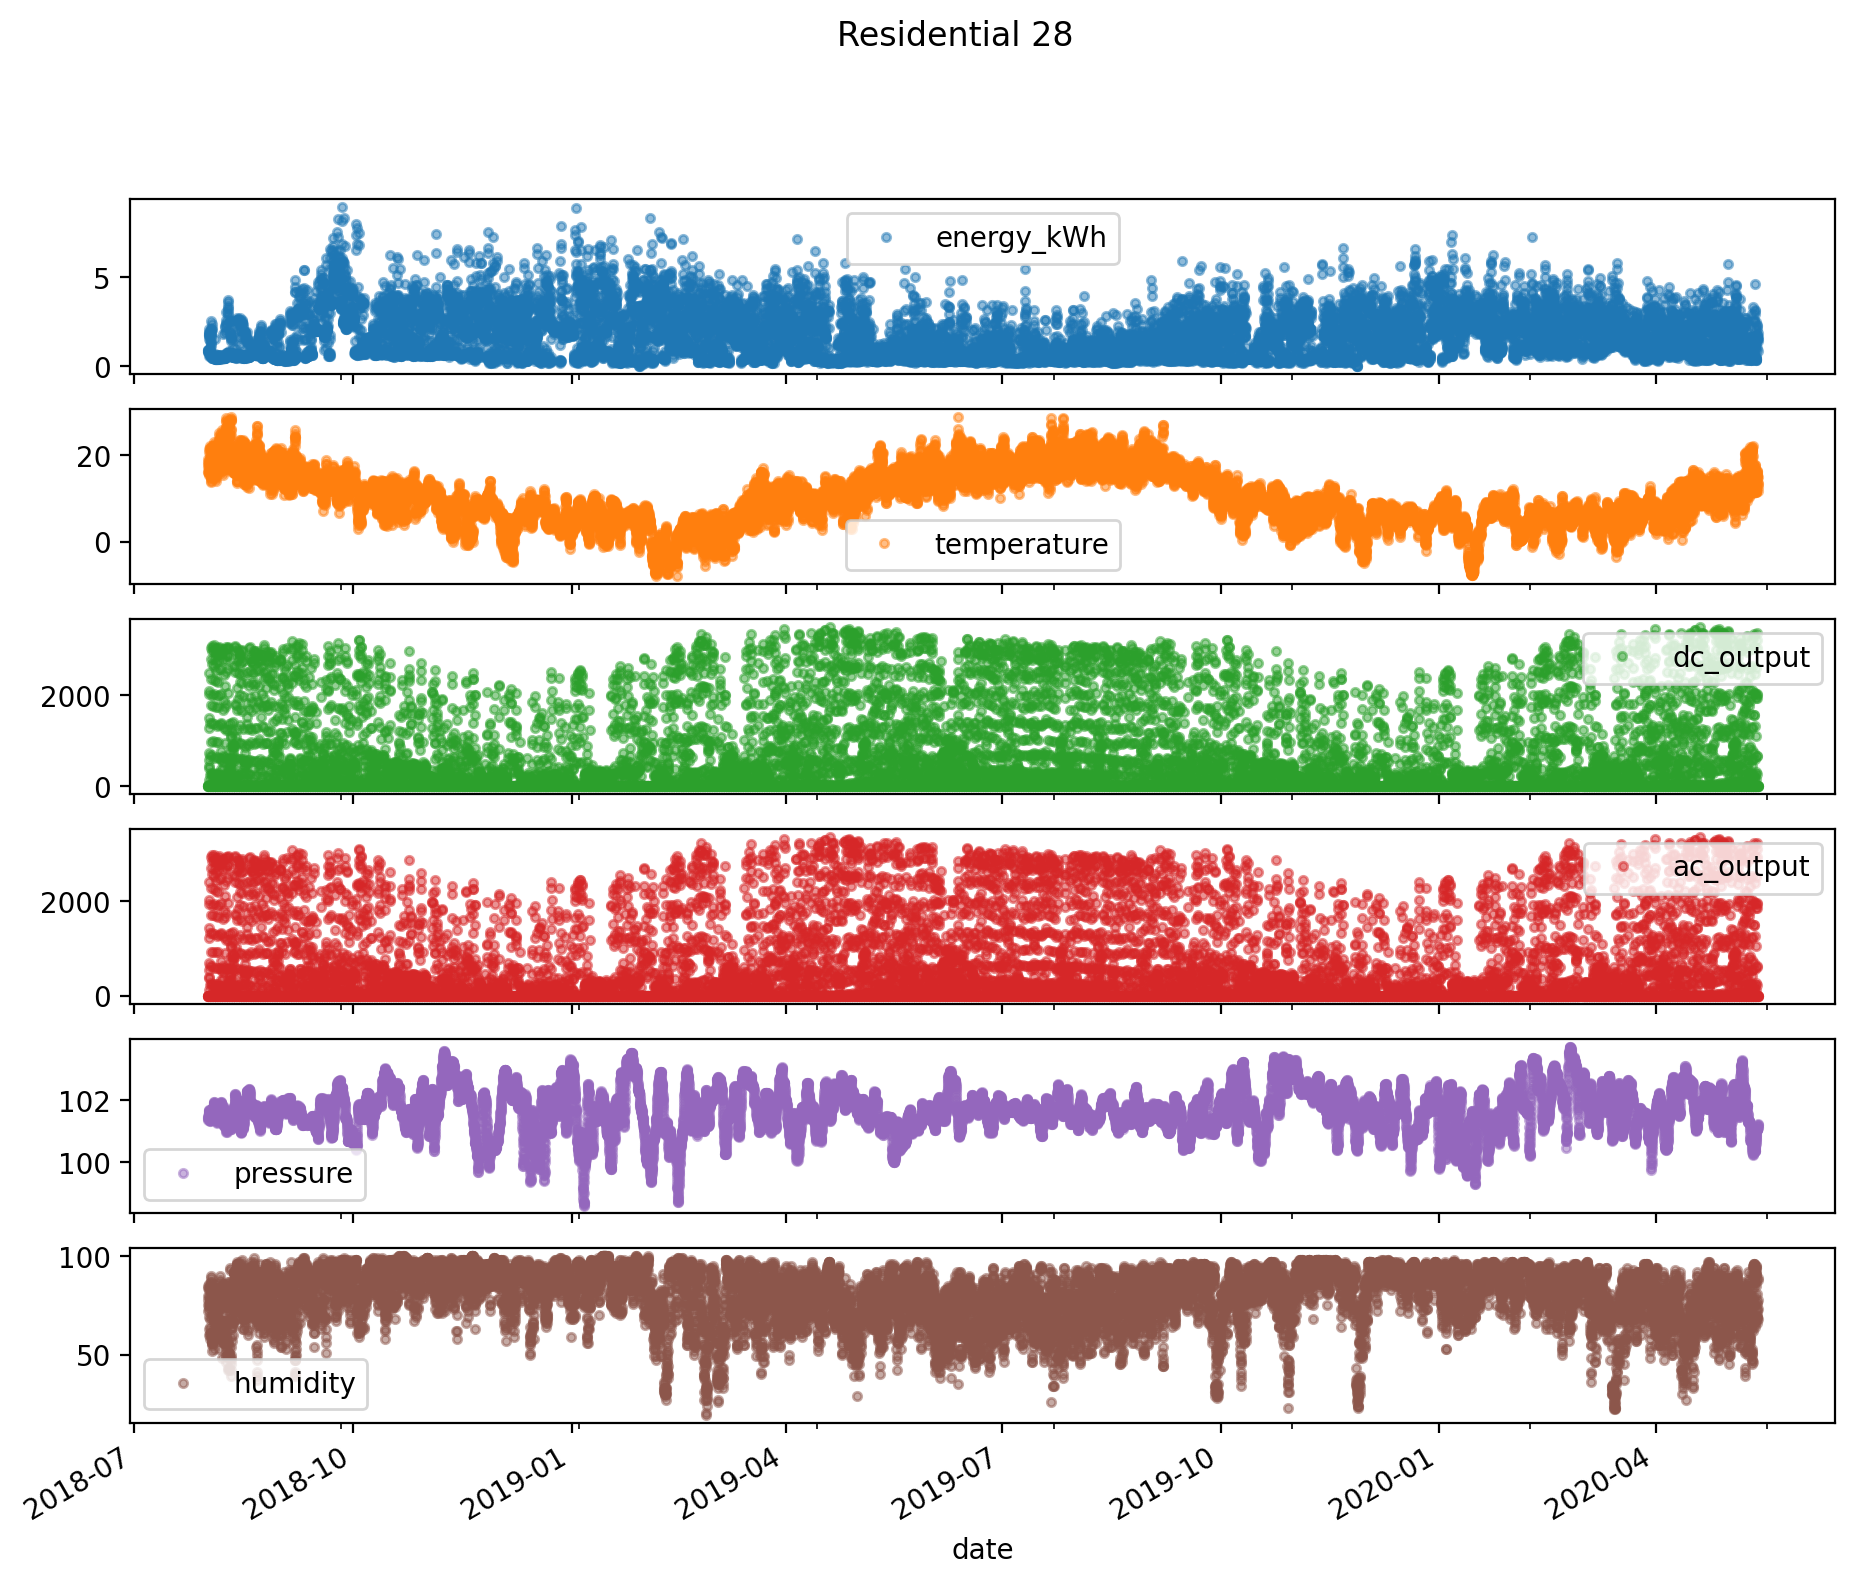 Residential 28
energy_kWh
5
0
temperature
20
0
dc_output
2000
0
ac_output
2000
0
pressure
102
100
humidity
100
50
2018-07 2018-10 2019-01 2019-04 2019-07 2019-10 2020-01 2020-04
date